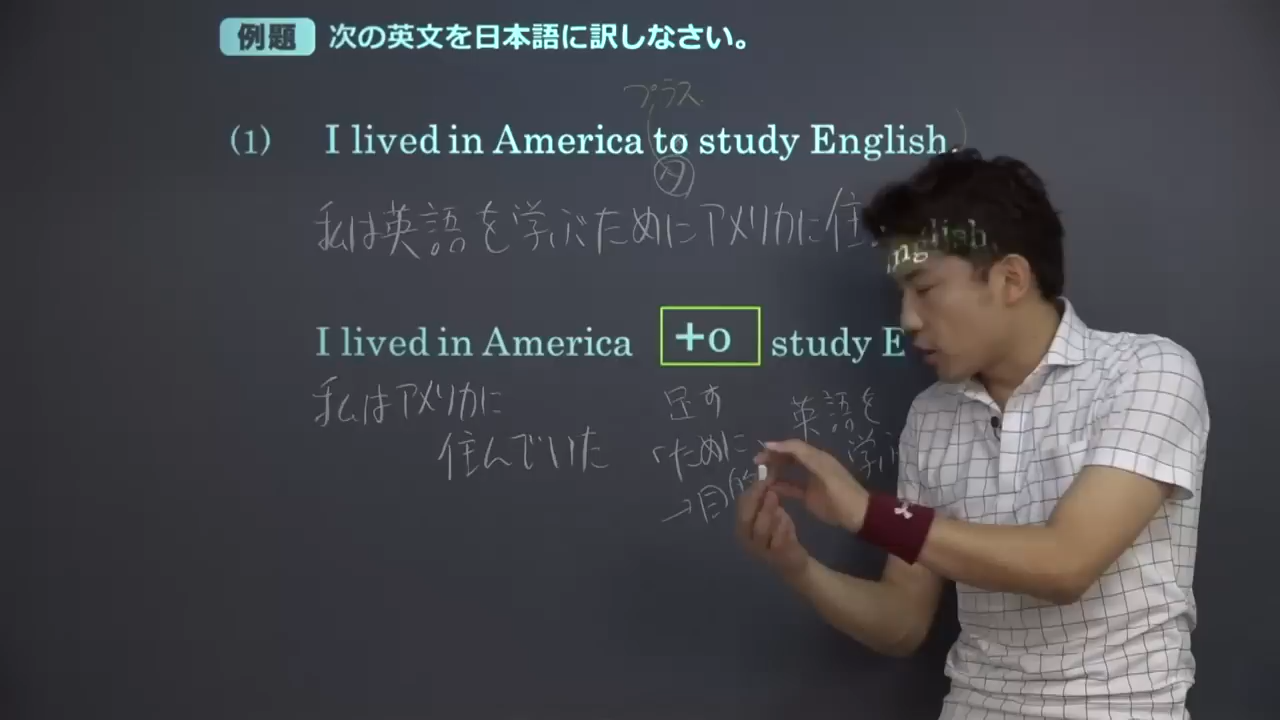 例題 次の英文を日本語に訳しなさい。
プラス
(1) I lived in America to study English.
私は英語を学ぶためにアメリカに住
English.
I lived in America +o study E
私はアメリカに 足す 英語を
住んでいた 「ために」 学ぶ
→目的